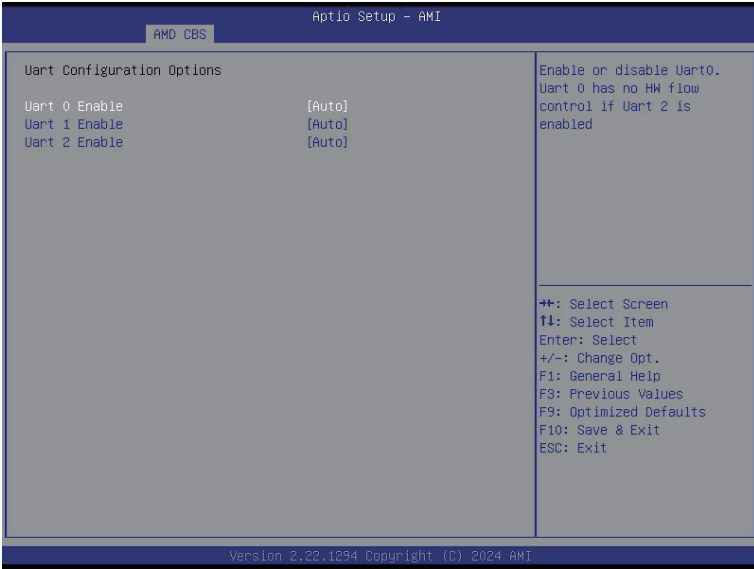 Aptio Setup - AMI
AMD CBS
Uart Configuration Options
Uart 0 Enable [Auto]
Uart 1 Enable [Auto]
Uart 2 Enable [Auto]
Enable or disable Uart0.
Uart 0 has no HW flow
control if Uart 2 is
enabled
→←: Select Screen
↑↓: Select Item
Enter: Select
+/-: Change Opt.
F1: General Help
F3: Previous Values
F9: Optimized Defaults
F10: Save & Exit
ESC: Exit
Version 2.22.1294 Copyright (C) 2024 AMI